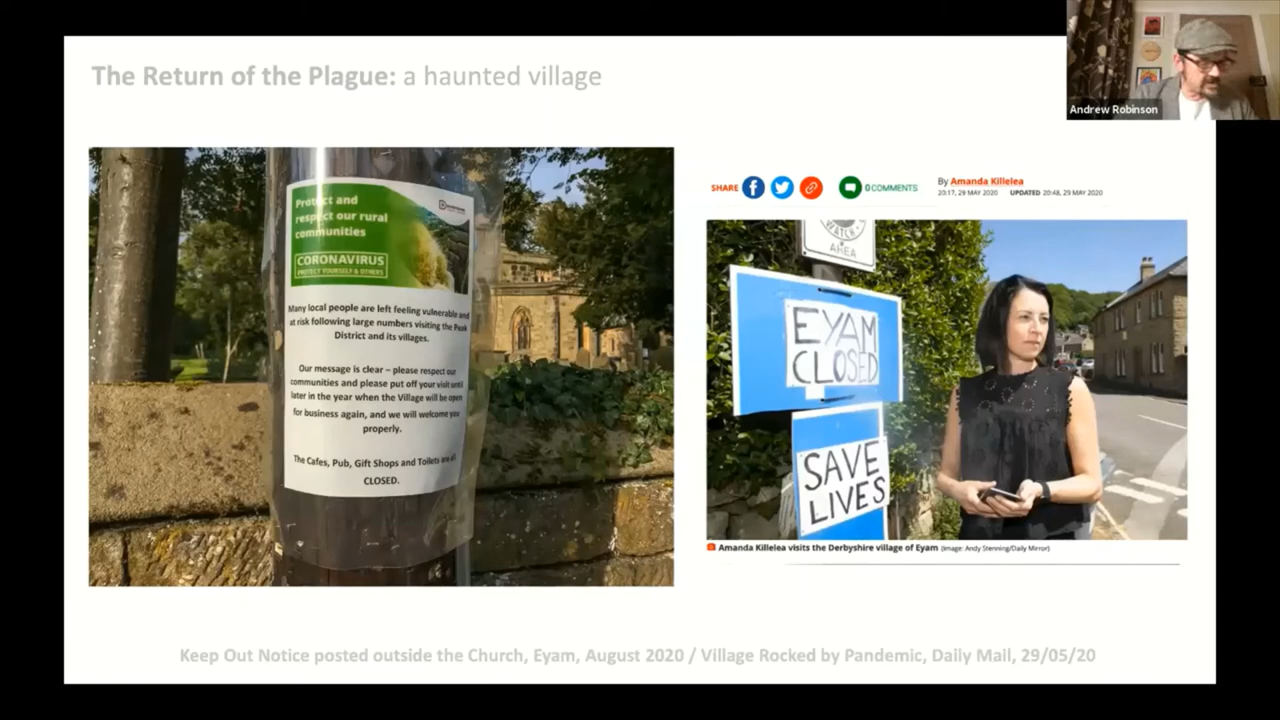 The Return of the Plague: a haunted village
Andrew Robinson
Protect and
respect our rural
communities
CORONAVIRUS
PROTECT YOURSELF & OTHERS
Many local people are left feeling vulnerable and
at risk following large numbers visiting the Peak
District and its villages.
Our message is clear – please respect our
communities and please put off your visit until
later in the year when the Village will be open
for business again, and we will welcome you
properly.
The Cafes, Pub, Gift Shops and Toilets are all
CLOSED.
SHARE
0 COMMENTS
By Amanda Killelea
20:17, 29 MAY 2020 UPDATED 20:48, 29 MAY 2020
WATCH
AREA
EYAM
CLOSED
SAVE
LIVES
Amanda Killelea visits the Derbyshire village of Eyam (Image: Andy Stenning/Daily Mirror)
Keep Out Notice posted outside the Church, Eyam, August 2020 / Village Rocked by Pandemic, Daily Mail, 29/05/20